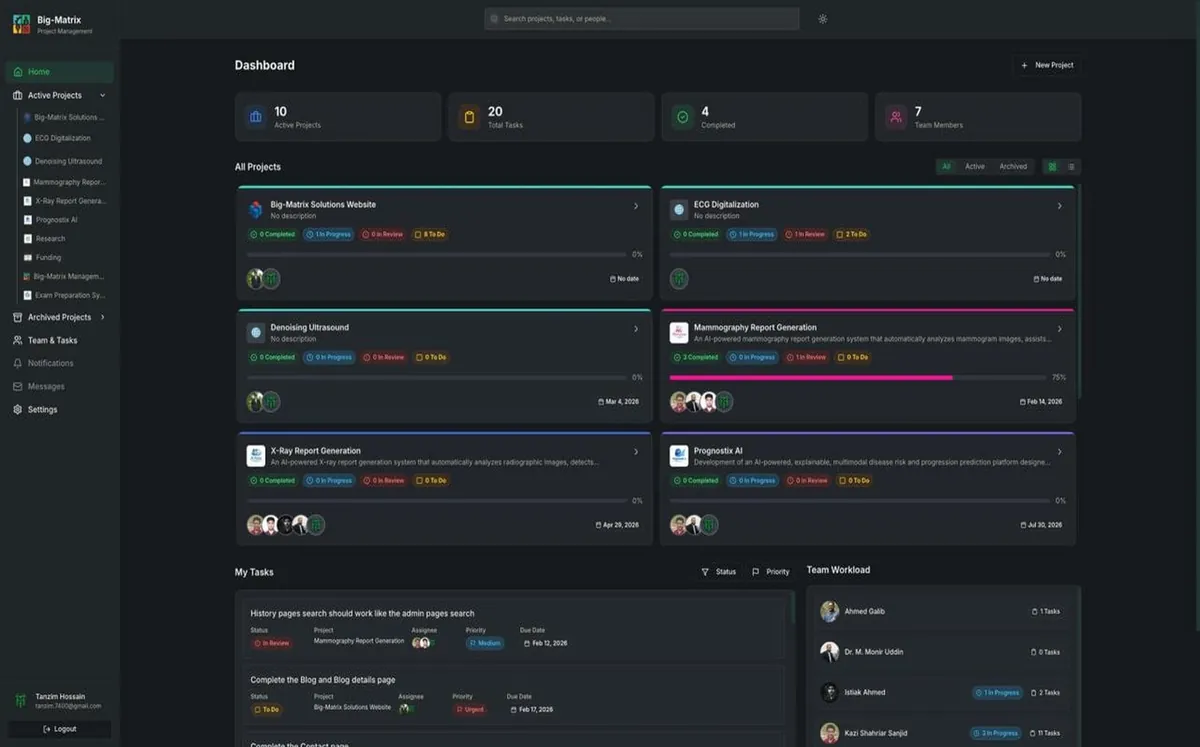 Big-Matrix
Project Management
Search projects, tasks, or people...
Home
Active Projects
Big-Matrix Solutions ...
ECG Digitalization
Denoising Ultrasound
Mammography Repor...
X-Ray Report Genera...
Prognostix AI
Research
Funding
Big-Matrix Managem...
Exam Preparation Sy...
Archived Projects
Team & Tasks
Notifications
Messages
Settings
Tanzim Hossain
tanzim.7400@gmail.com
Logout
Dashboard
New Project
10
Active Projects
20
Total Tasks
4
Completed
7
Team Members
All Projects
All Active Archived
Big-Matrix Solutions Website
No description
0 Completed 1 In Progress 0 In Review 8 To Do
0%
No date
ECG Digitalization
No description
0 Completed 1 In Progress 1 In Review 2 To Do
0%
No date
Denoising Ultrasound
No description
0 Completed 0 In Progress 0 In Review 0 To Do
0%
Mar 4, 2026
Mammography Report Generation
An AI-powered mammography report generation system that automatically analyzes mammogram images, assists...
3 Completed 0 In Progress 1 In Review 0 To Do
75%
Feb 14, 2026
X-Ray Report Generation
An AI-powered X-ray report generation system that automatically analyzes radiographic images, detects...
0 Completed 0 In Progress 0 In Review 0 To Do
0%
Apr 29, 2026
Prognostix AI
Development of an AI-powered, explainable, multimodal disease risk and progression prediction platform designe...
0 Completed 0 In Progress 0 In Review 0 To Do
0%
Jul 30, 2026
My Tasks
Status Priority
History pages search should work like the admin pages search
Status Project Assignee Priority Due Date
In Review Mammography Report Generation Medium Feb 12, 2026
Complete the Blog and Blog details page
Status Project Assignee Priority Due Date
To Do Big-Matrix Solutions Website Urgent Feb 17, 2026
Complete the Contact page
Team Workload
Ahmed Galib 1 Tasks
Dr. M. Monir Uddin 0 Tasks
Istiak Ahmed 1 In Progress 2 Tasks
Kazi Shahriar Sanjid 3 In Progress 11 Tasks